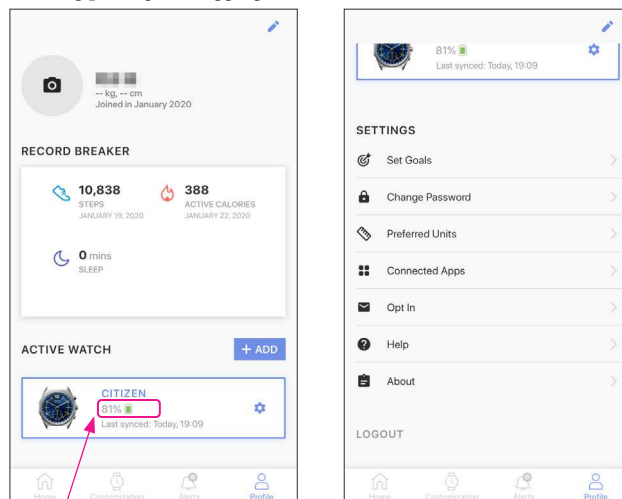 -- kg, -- cm
Joined in January 2020
RECORD BREAKER
10,838
STEPS
JANUARY 19, 2020
388
ACTIVE CALORIES
JANUARY 22, 2020
0 mins
SLEEP
ACTIVE WATCH
+ ADD
CITIZEN
81%
Last synced: Today, 19:09
Home
Customization
Alerts
Profile
81%
Last synced: Today, 19:09
SETTINGS
Set Goals
Change Password
Preferred Units
Connected Apps
Opt In
Help
About
LOGOUT
Home
Customization
Alerts
Profile